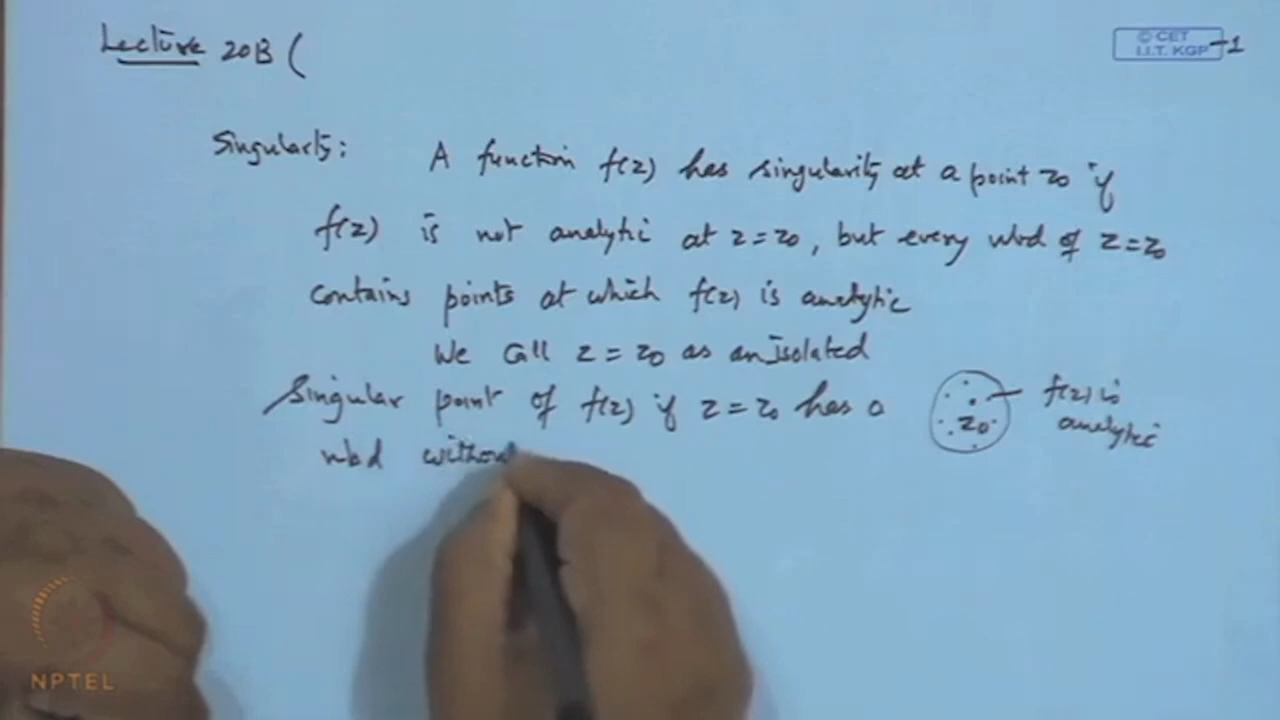 Lecture 20B (
© CET
I.I.T. KGP -1
Singularity: A function f(z) has singularity at a point z0 if
f(z) is not analytic at z=z0, but every nbd of z=z0
contains points at which f(z) is analytic
We call z=z0 as an isolated
Singular point of f(z) if z=z0 has a
nbd without
z0
f(z) is
analytic
NPTEL